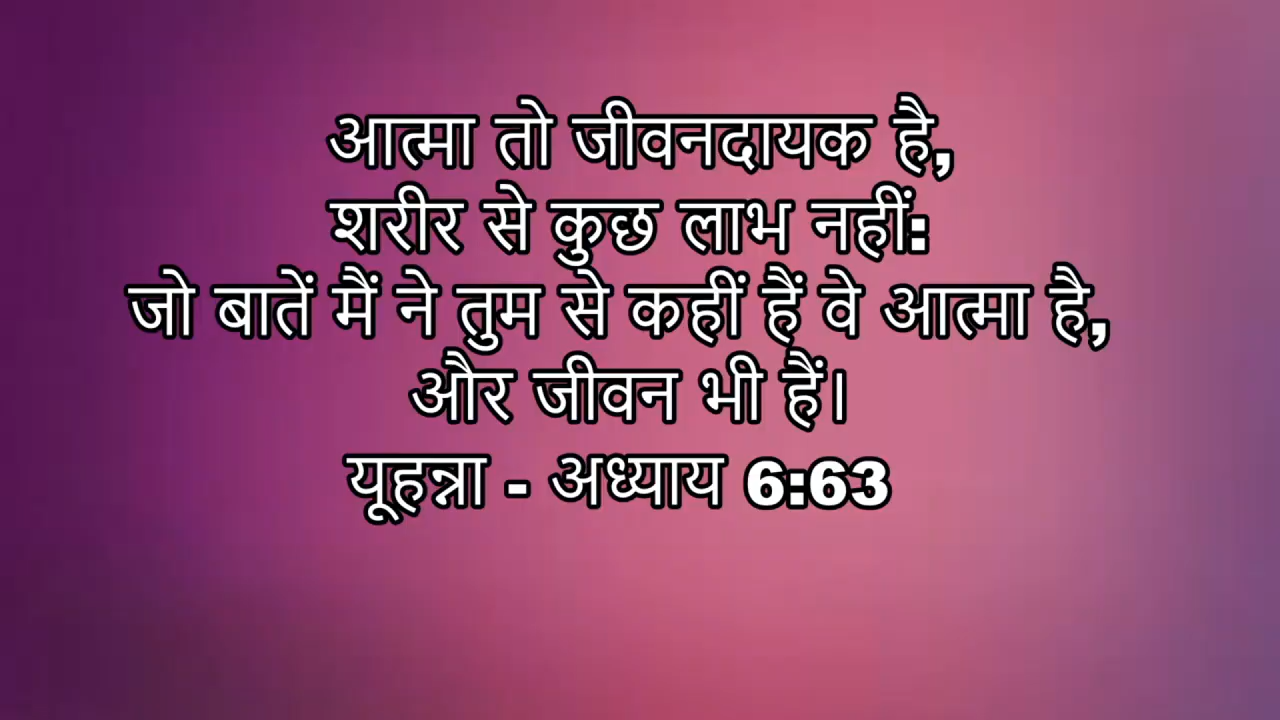 आत्मा तो जीवनदायक है,
शरीर से कुछ लाभ नहीं:
जो बातें मैं ने तुम से कहीं हैं वे आत्मा है,
और जीवन भी हैं।
यूहन्ना - अध्याय 6:63